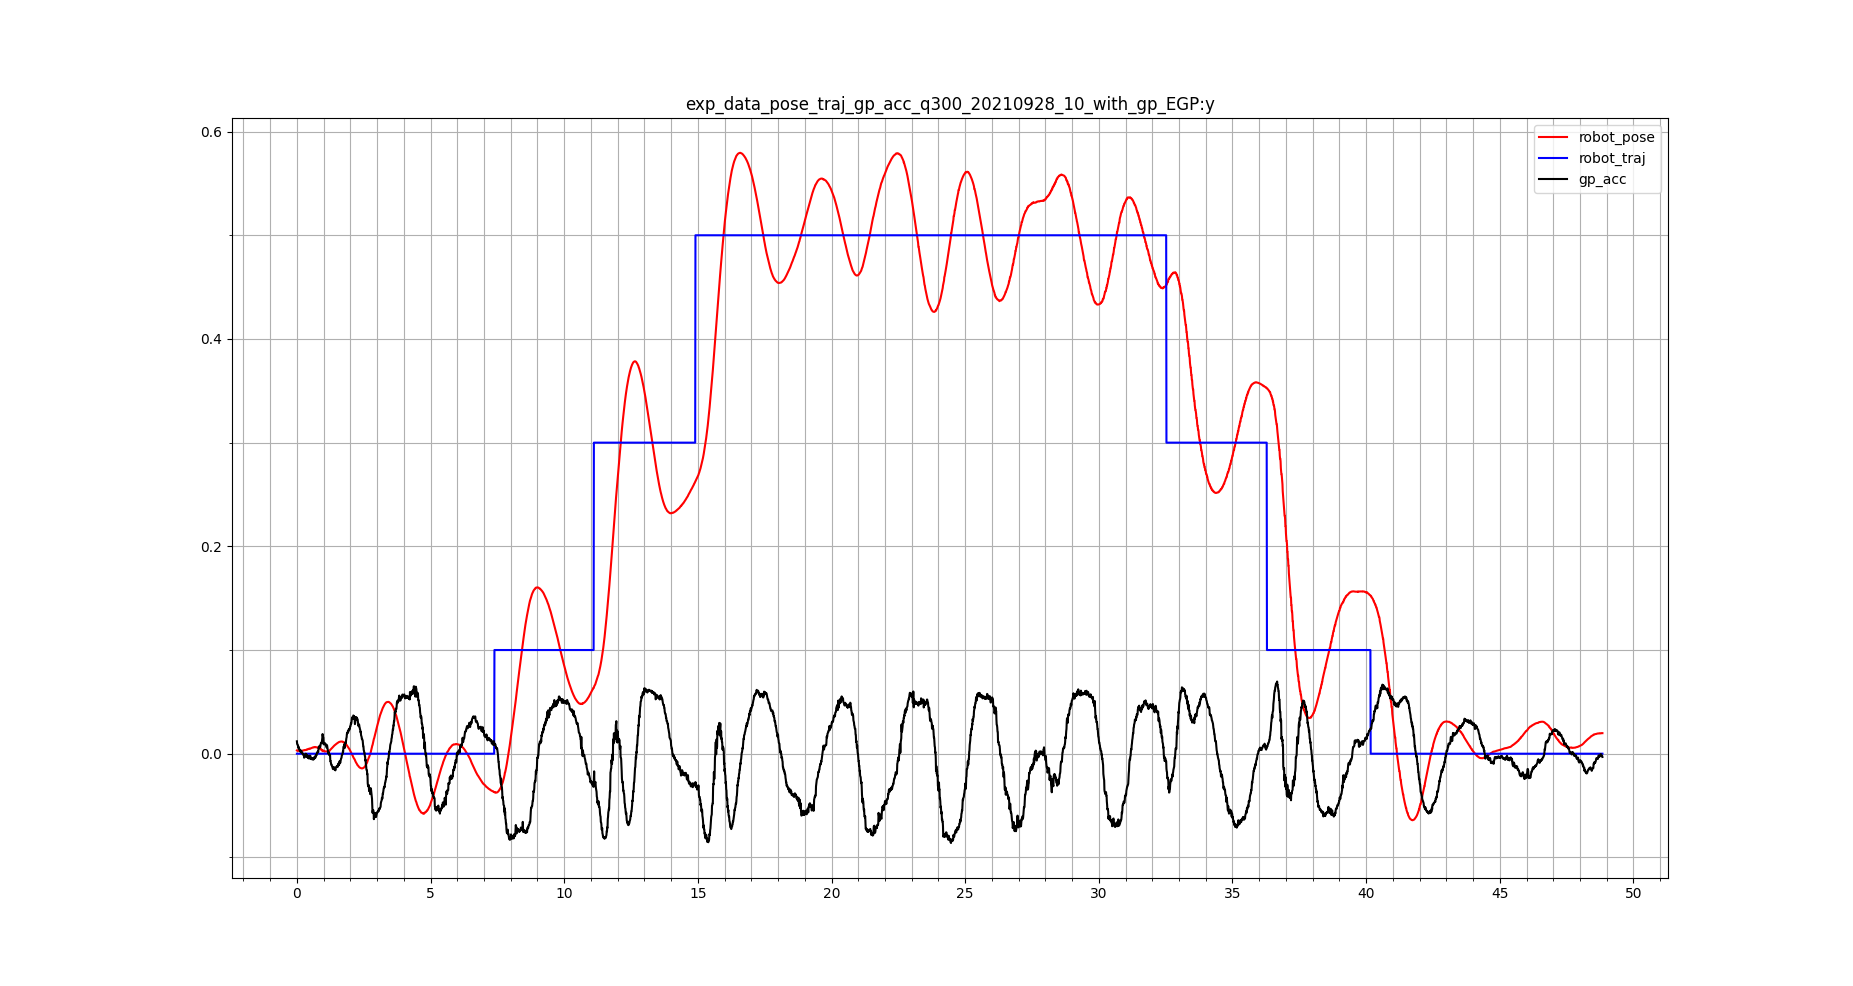 exp_data_pose_traj_gp_acc_q300_20210928_10_with_gp_EGP:y
robot_pose
robot_traj
gp_acc
0.6
0.4
0.2
0.0
0 5 10 15 20 25 30 35 40 45 50